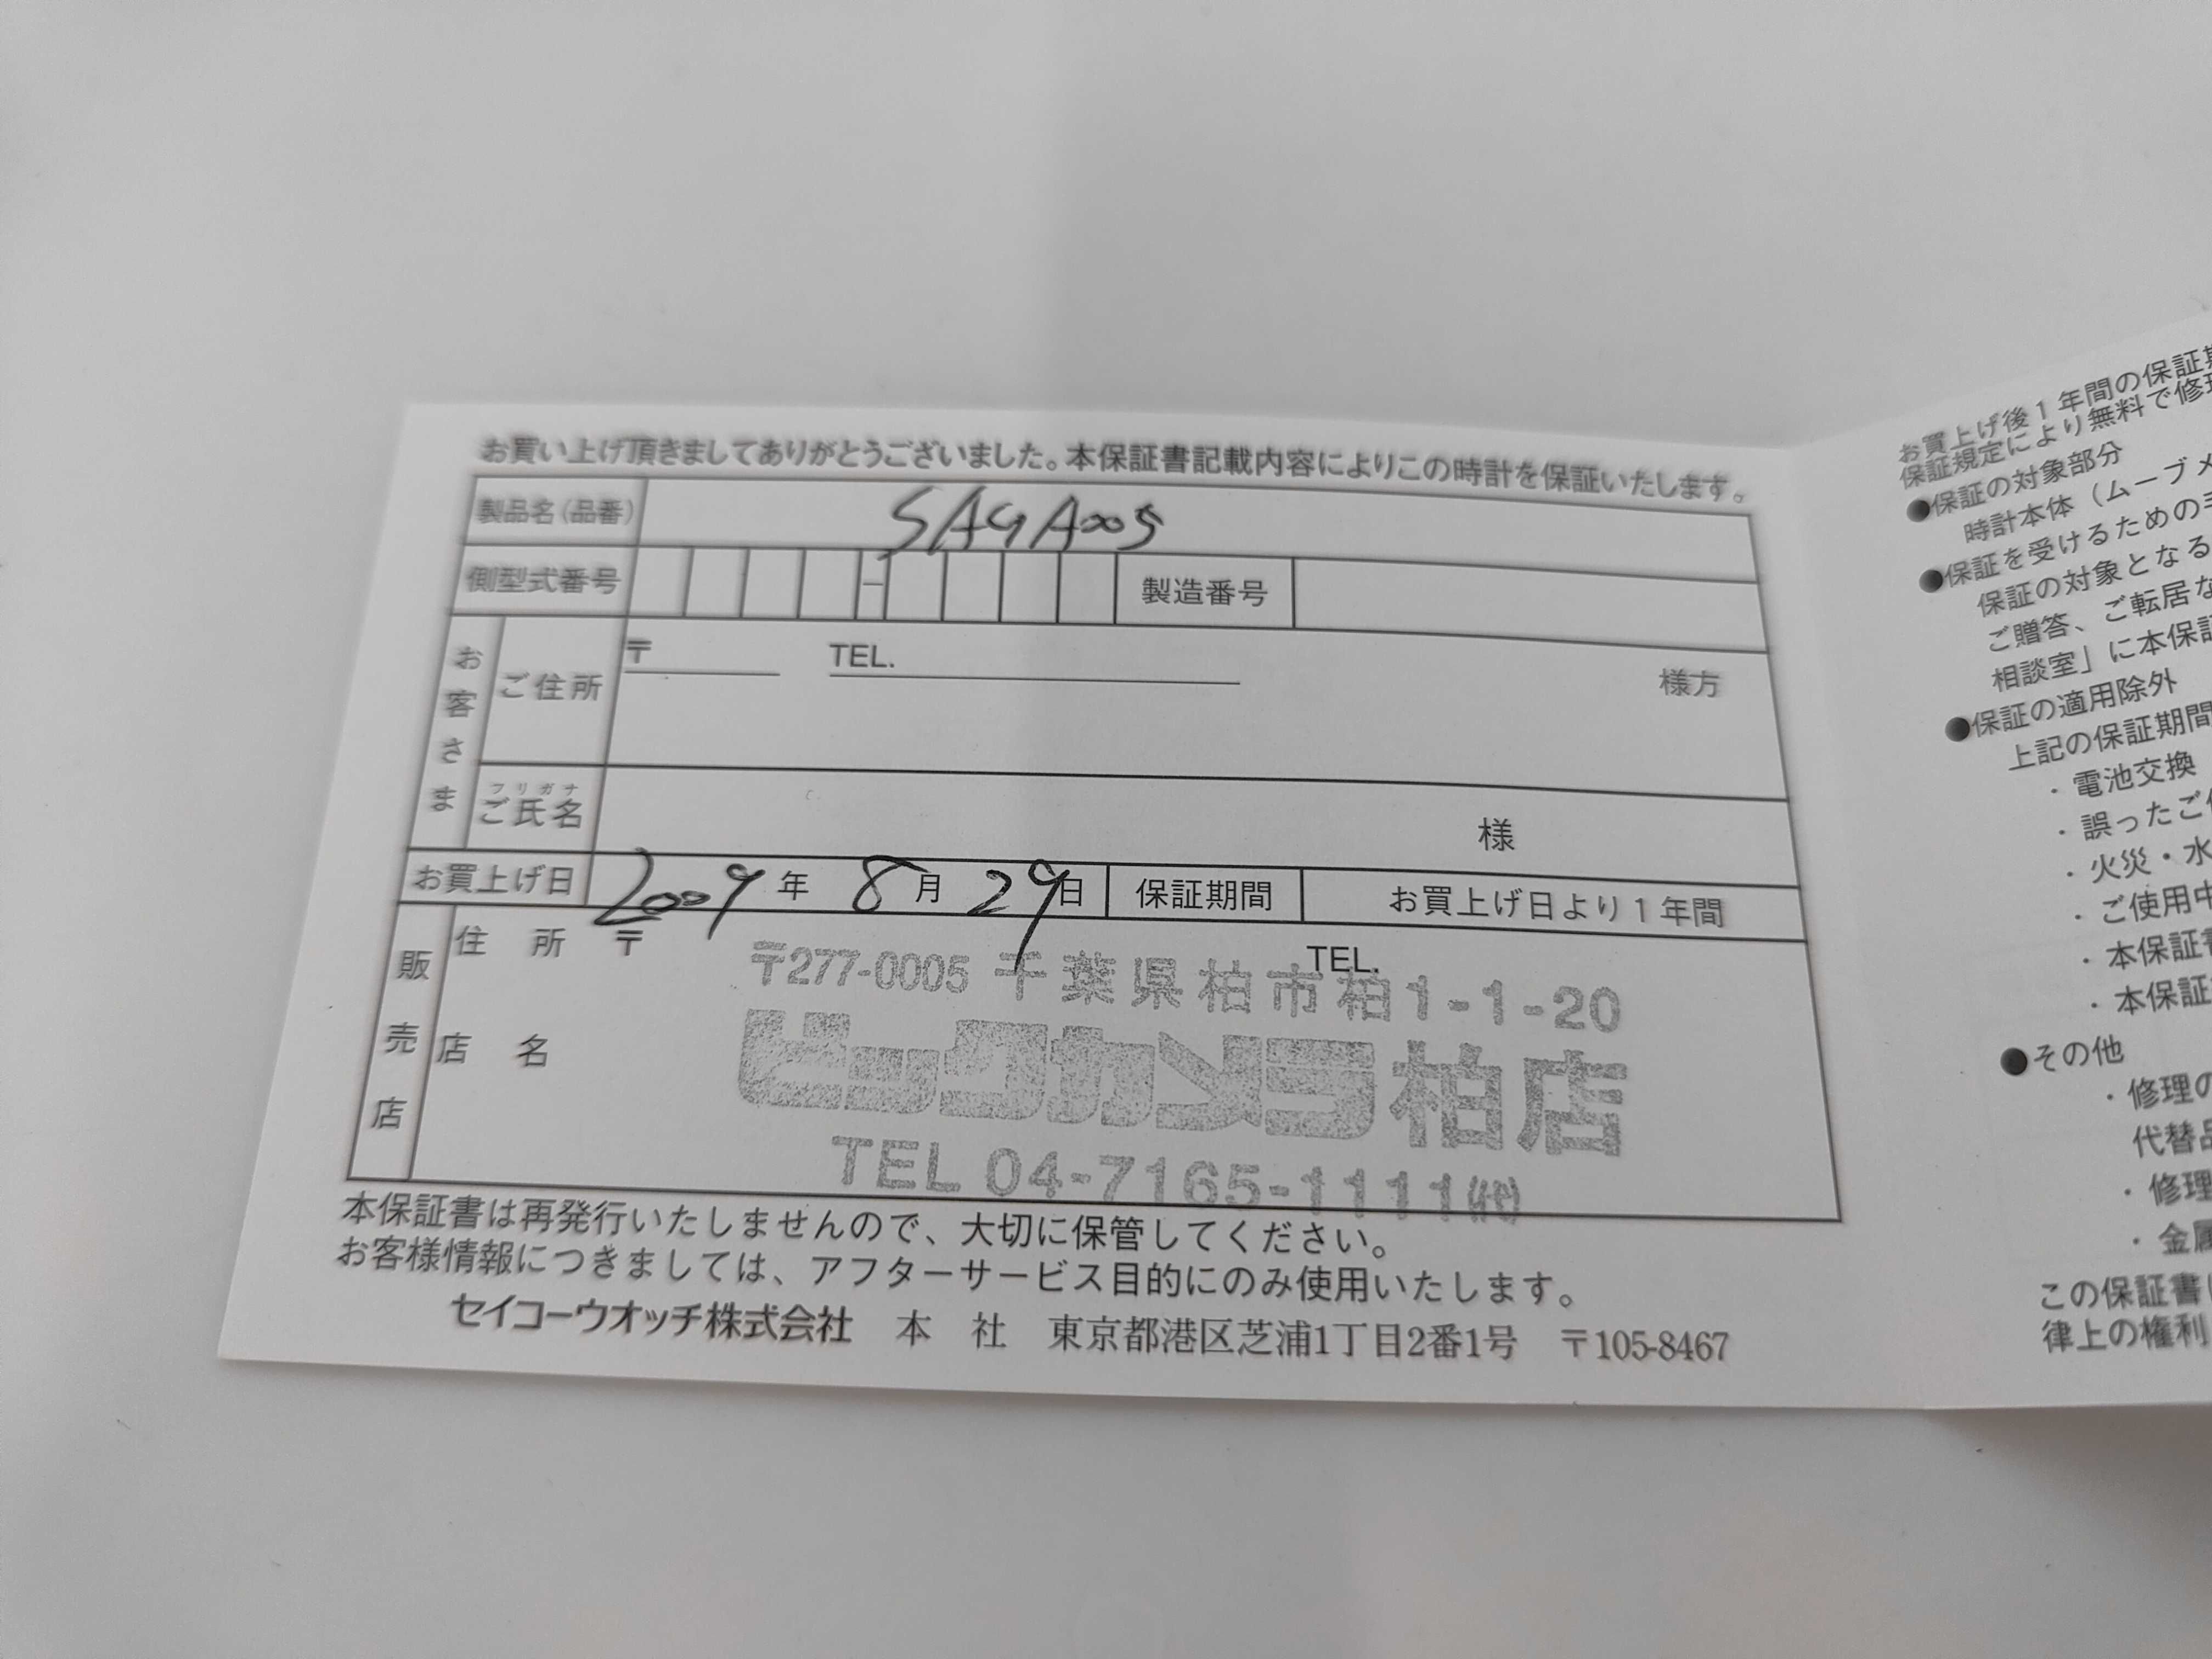 お買い上げ頂きましてありがとうございました。本保証書記載内容によりこの時計を保証いたします。
製品名(品番) SAGA005
側型式番号 - 製造番号
お客さま ご住所 〒 TEL. 様方
フリガナ
ご氏名 様
お買上げ日 2009年 8月 29日 保証期間 お買上げ日より1年間
販売店 住所 〒 TEL.
〒277-0005 千葉県柏市柏1-1-20
店名 ビックカメラ柏店
TEL 04-7165-1111㈹
本保証書は再発行いたしませんので、大切に保管してください。
お客様情報につきましては、アフターサービス目的にのみ使用いたします。
セイコーウオッチ株式会社 本社 東京都港区芝浦1丁目2番1号 〒105-8467
お買上げ後1年間の保証期
保証規定により無料で修理
●保証の対象部分
時計本体(ムーブメ
●保証を受けるための手
保証の対象となる
ご贈答、ご転居な
相談室」に本保証
●保証の適用除外
上記の保証期間
・電池交換
・誤ったご使
・火災・水
・ご使用中
・本保証書
・本保証
●その他
・修理の
代替品
・修理
・金属
この保証書
律上の権利